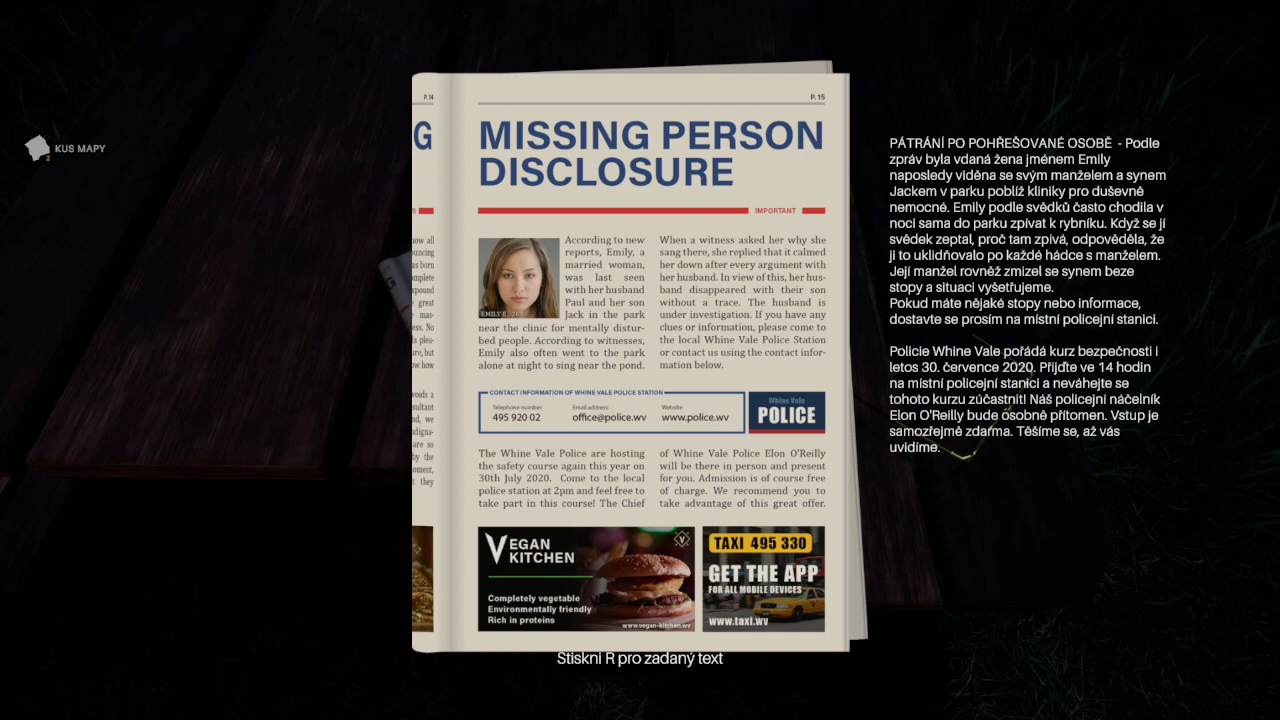 P.14
P. 15
G
MISSING PERSON
DISCLOSURE
IMPORTANT
KUS MAPY
2
According to new
reports, Emily, a
married woman,
was last seen
with her husband
Paul and her son
Jack in the park
near the clinic for mentally distur-
bed people. According to witnesses,
Emily also often went to the park
alone at night to sing near the pond.
When a witness asked her why she
sang there, she replied that it calmed
her down after every argument with
her husband. In view of this, her hus-
band disappeared with their son
without a trace. The husband is
under investigation. If you have any
clues or information, please come to
the local Whine Vale Police Station
or contact us using the contact infor-
mation below.
CONTACT INFORMATION OF WHINE VALE POLICE STATION
Telephone number:
495 920 02
Email address:
office@police.wv
Website:
www.police.wv
Whine Vale
POLICE
The Whine Vale Police are hosting
the safety course again this year on
30th July 2020. Come to the local
police station at 2pm and feel free to
take part in this course! The Chief
of Whine Vale Police Elon O'Reilly
will be there in person and present
for you. Admission is of course free
of charge. We recommend you to
take advantage of this great offer.
VEGAN
KITCHEN
V
Completely vegetable
Environmentally friendly
Rich in proteins
www.vegan-kitchen.wv
TAXI 495 330
GET THE APP
FOR ALL MOBILE DEVICES
www.taxi.wv
PÁTRÁNÍ PO POHŘEŠOVANÉ OSOBĚ - Podle
zpráv byla vdaná žena jménem Emily
naposledy viděna se svým manželem a synem
Jackem v parku poblíž kliniky pro duševně
nemocné. Emily podle svědků často chodila v
noci sama do parku zpívat k rybníku. Když se jí
svědek zeptal, proč tam zpívá, odpověděla, že
ji to uklidňovalo po každé hádce s manželem.
Její manžel rovněž zmizel se synem beze
stopy a situaci vyšetřujeme.
Pokud máte nějaké stopy nebo informace,
dostavte se prosím na místní policejní stanici.
Policie Whine Vale pořádá kurz bezpečnosti i
letos 30. července 2020. Přijďte ve 14 hodin
na místní policejní stanici a neváhejte se
tohoto kurzu zúčastnit! Náš policejní náčelník
Elon O'Reilly bude osobně přítomen. Vstup je
samozřejmě zdarma. Těšíme se, až vás
uvidíme.
Stiskni R pro zadaný text